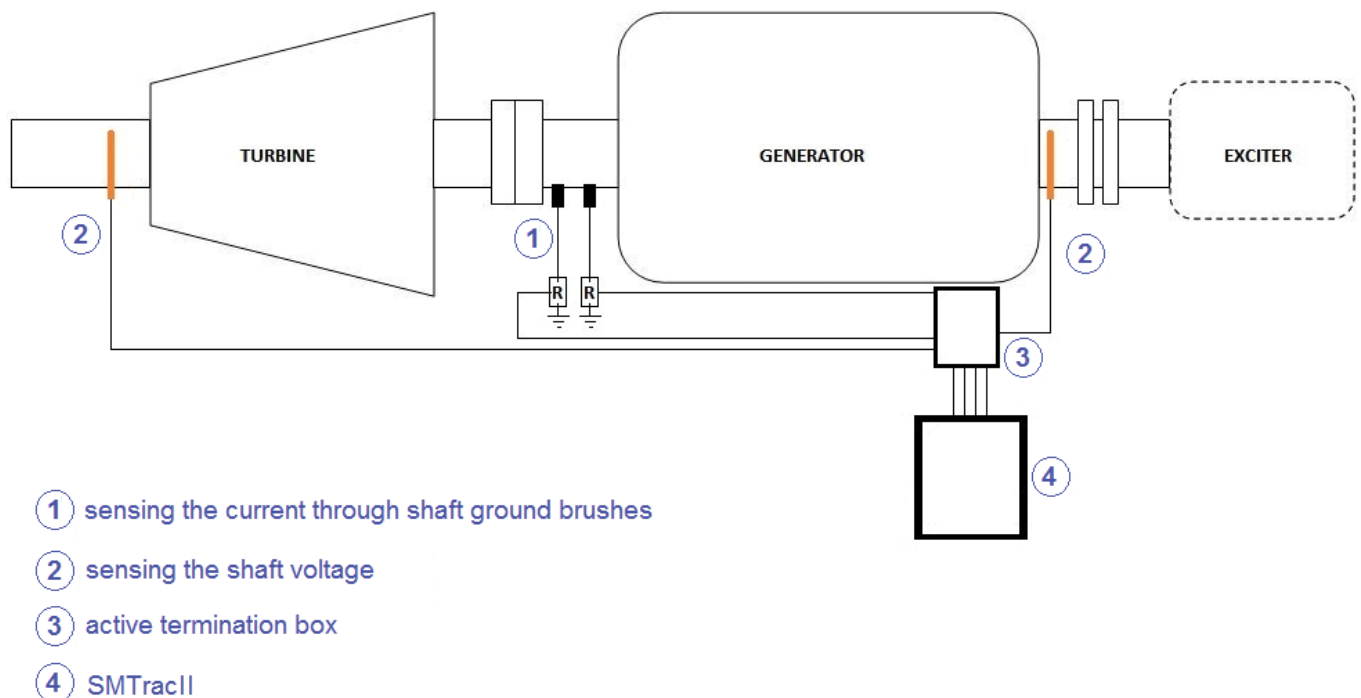 TURBINE
GENERATOR
EXCITER
2
1
2
R
R
3
4
1 sensing the current through shaft ground brushes
2 sensing the shaft voltage
3 active termination box
4 SMTracII